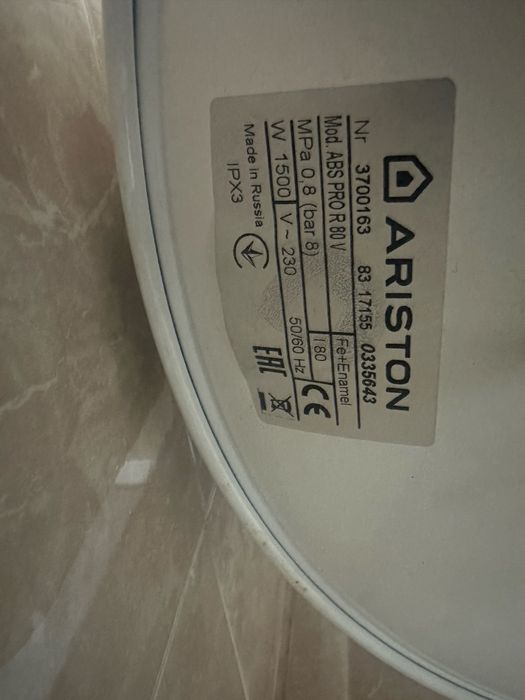 ARISTON
Nr 3700163 83 17155 0335643
Mod. ABS PRO R 80 V Fe+Enamel
MPa 0,8 (bar 8) l 80 CE
W 1500 V~ 230 50/60 Hz
Made in Russia EAC
IPX3